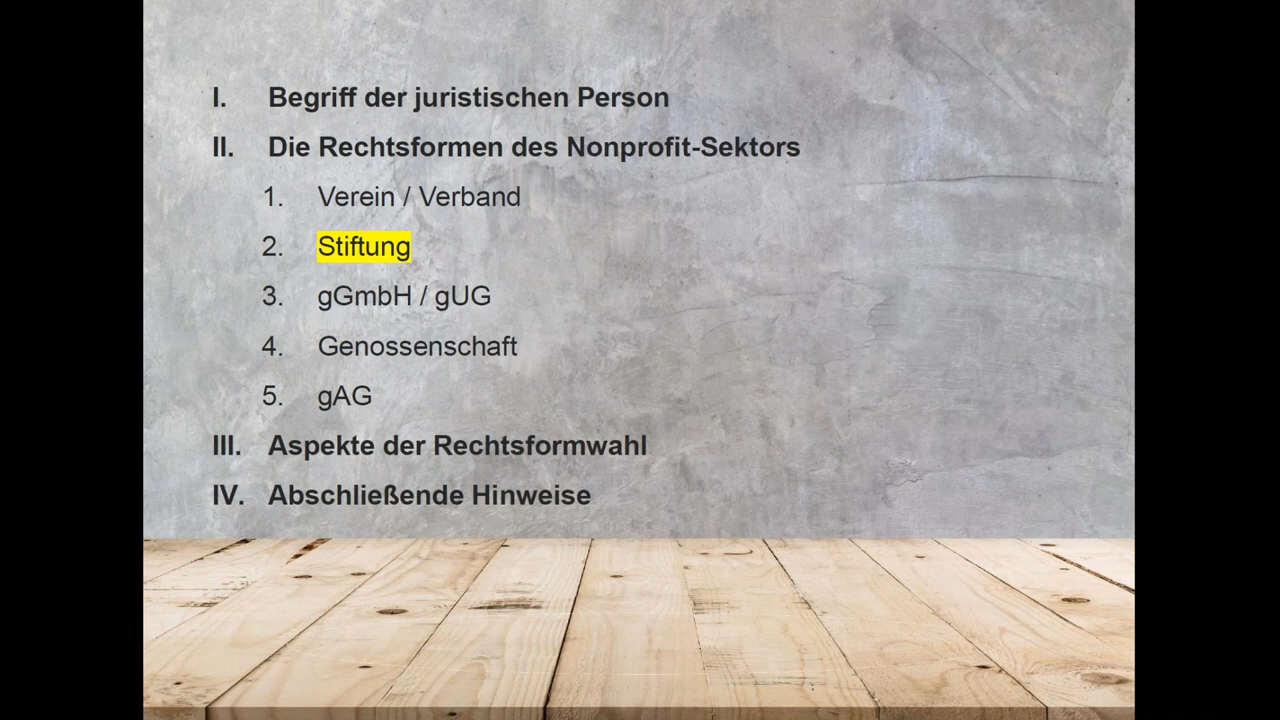 I. Begriff der juristischen Person
II. Die Rechtsformen des Nonprofit-Sektors
1. Verein / Verband
2. Stiftung
3. gGmbH / gUG
4. Genossenschaft
5. gAG
III. Aspekte der Rechtsformwahl
IV. Abschließende Hinweise